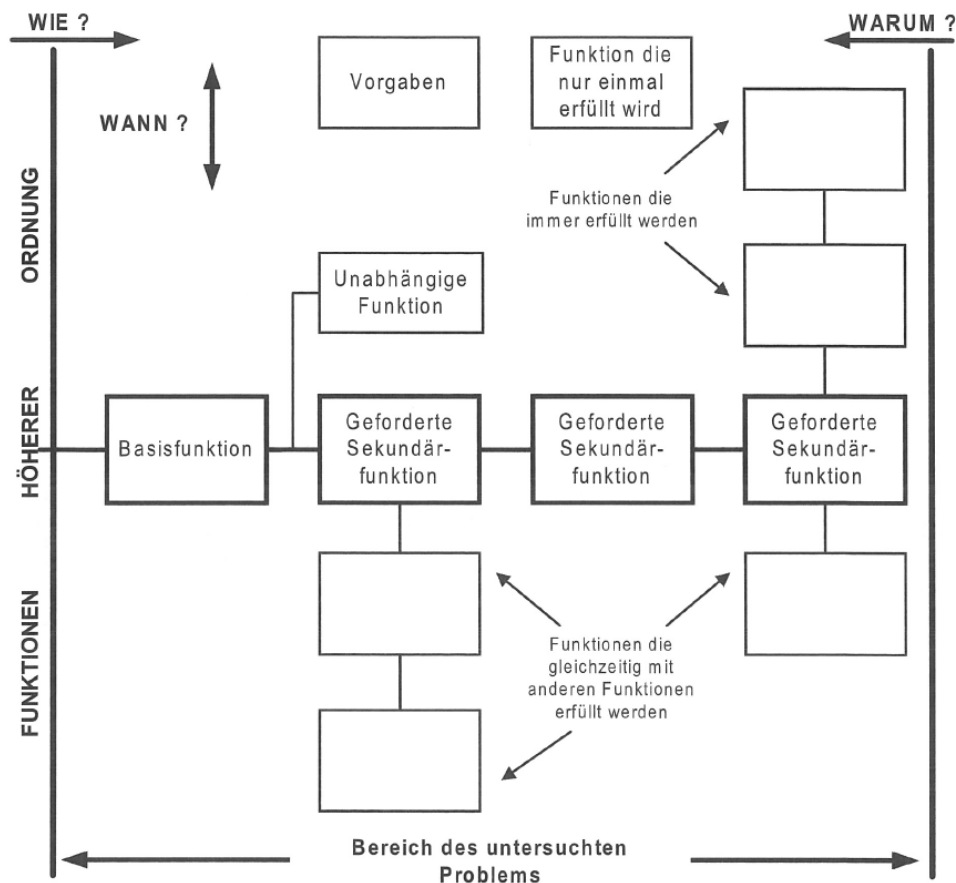 WIE ?
WARUM ?
Vorgaben
Funktion die
nur einmal
erfüllt wird
WANN ?
Funktionen die
immer erfüllt werden
Unabhängige
Funktion
Basisfunktion
Geforderte
Sekundär-
funktion
Geforderte
Sekundär-
funktion
Geforderte
Sekundär-
funktion
Funktionen die
gleichzeitig mit
anderen Funktionen
erfüllt werden
FUNKTIONEN HÖHERER ORDNUNG
Bereich des untersuchten
Problems